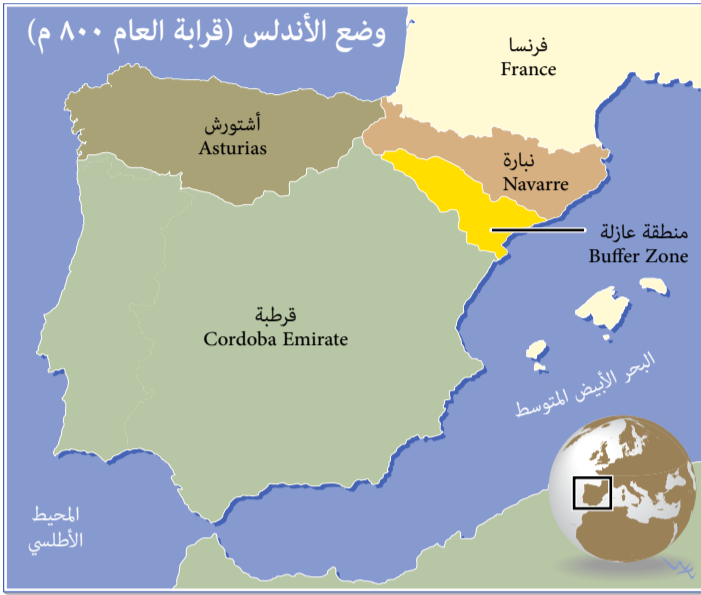 وضع الأندلس (قرابة العام ٨٠٠ م)
فرنسا
France
أشتورش
Asturias
نبارة
Navarre
منطقة عازلة
Buffer Zone
قرطبة
Cordoba Emirate
البحر الأبيض المتوسط
المحيط
الأطلسي